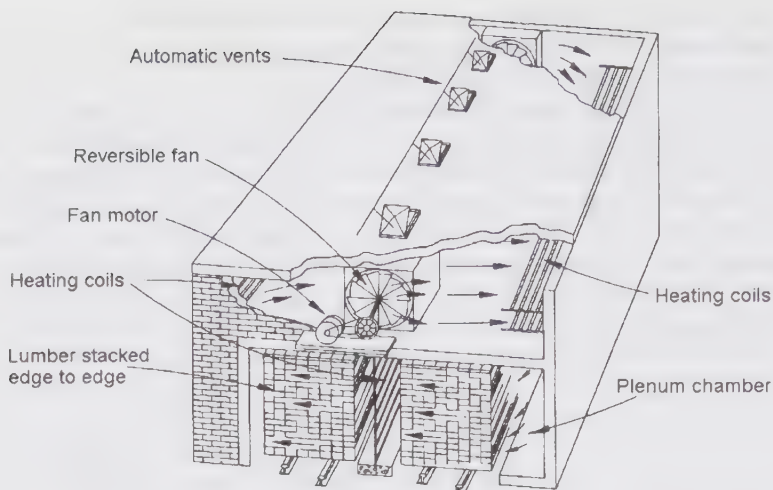 Automatic vents
Reversible fan
Fan motor
Heating coils
Heating coils
Lumber stacked
edge to edge
Plenum chamber